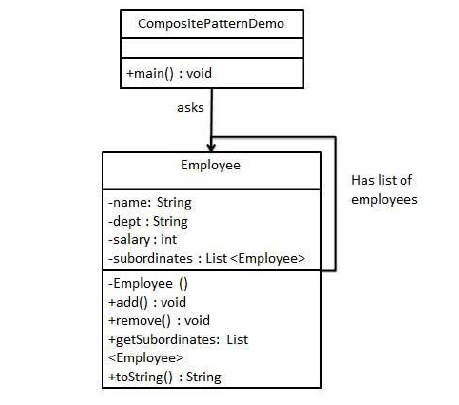 CompositePatternDemo
+main() : void
asks
Employee
Has list of
employees
-name: String
-dept : String
-salary : int
-subordinates : List <Employee>
-Employee ()
+add() : void
+remove() : void
+getSubordinates: List
<Employee>
+toString() : String